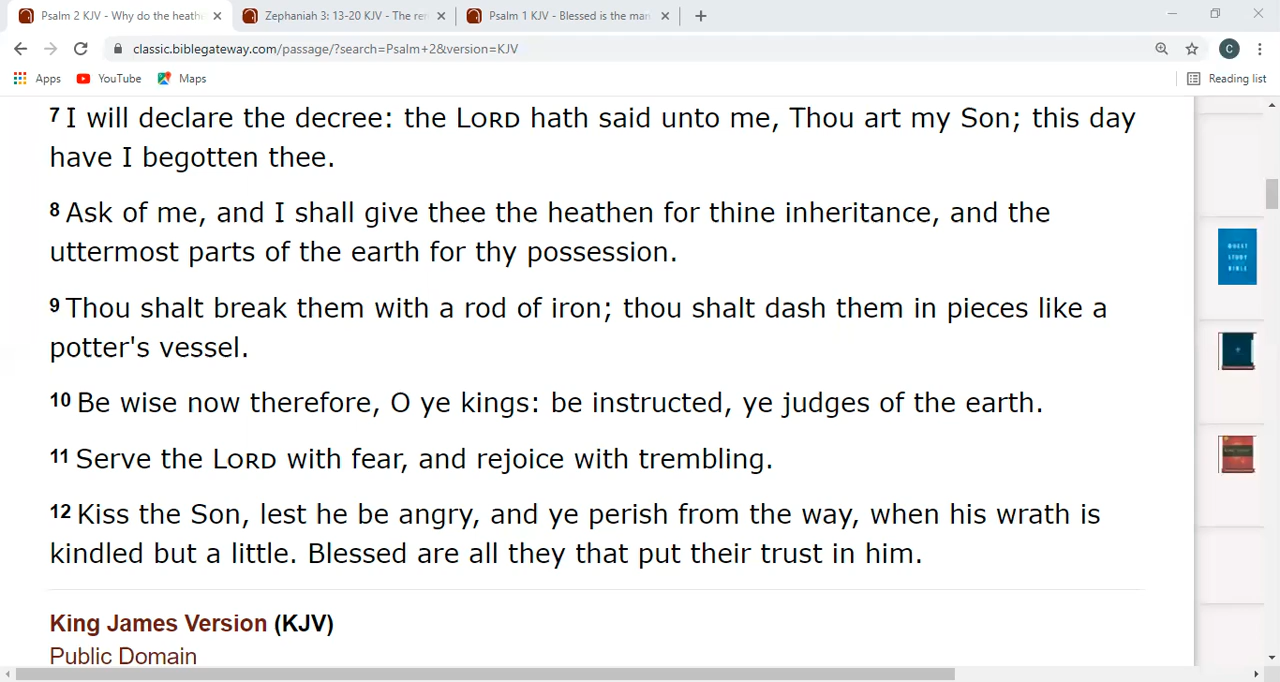 Psalm 2 KJV - Why do the heathe
Zephaniah 3: 13-20 KJV - The re
Psalm 1 KJV - Blessed is the man
classic.biblegateway.com/passage/?search=Psalm+2&version=KJV
C
Apps YouTube Maps
Reading list
7 I will declare the decree: the LORD hath said unto me, Thou art my Son; this day
have I begotten thee.
8 Ask of me, and I shall give thee the heathen for thine inheritance, and the
uttermost parts of the earth for thy possession.
9 Thou shalt break them with a rod of iron; thou shalt dash them in pieces like a
potter's vessel.
10 Be wise now therefore, O ye kings: be instructed, ye judges of the earth.
11 Serve the LORD with fear, and rejoice with trembling.
12 Kiss the Son, lest he be angry, and ye perish from the way, when his wrath is
kindled but a little. Blessed are all they that put their trust in him.
King James Version (KJV)
Public Domain
QUEST
STUDY
BIBLE